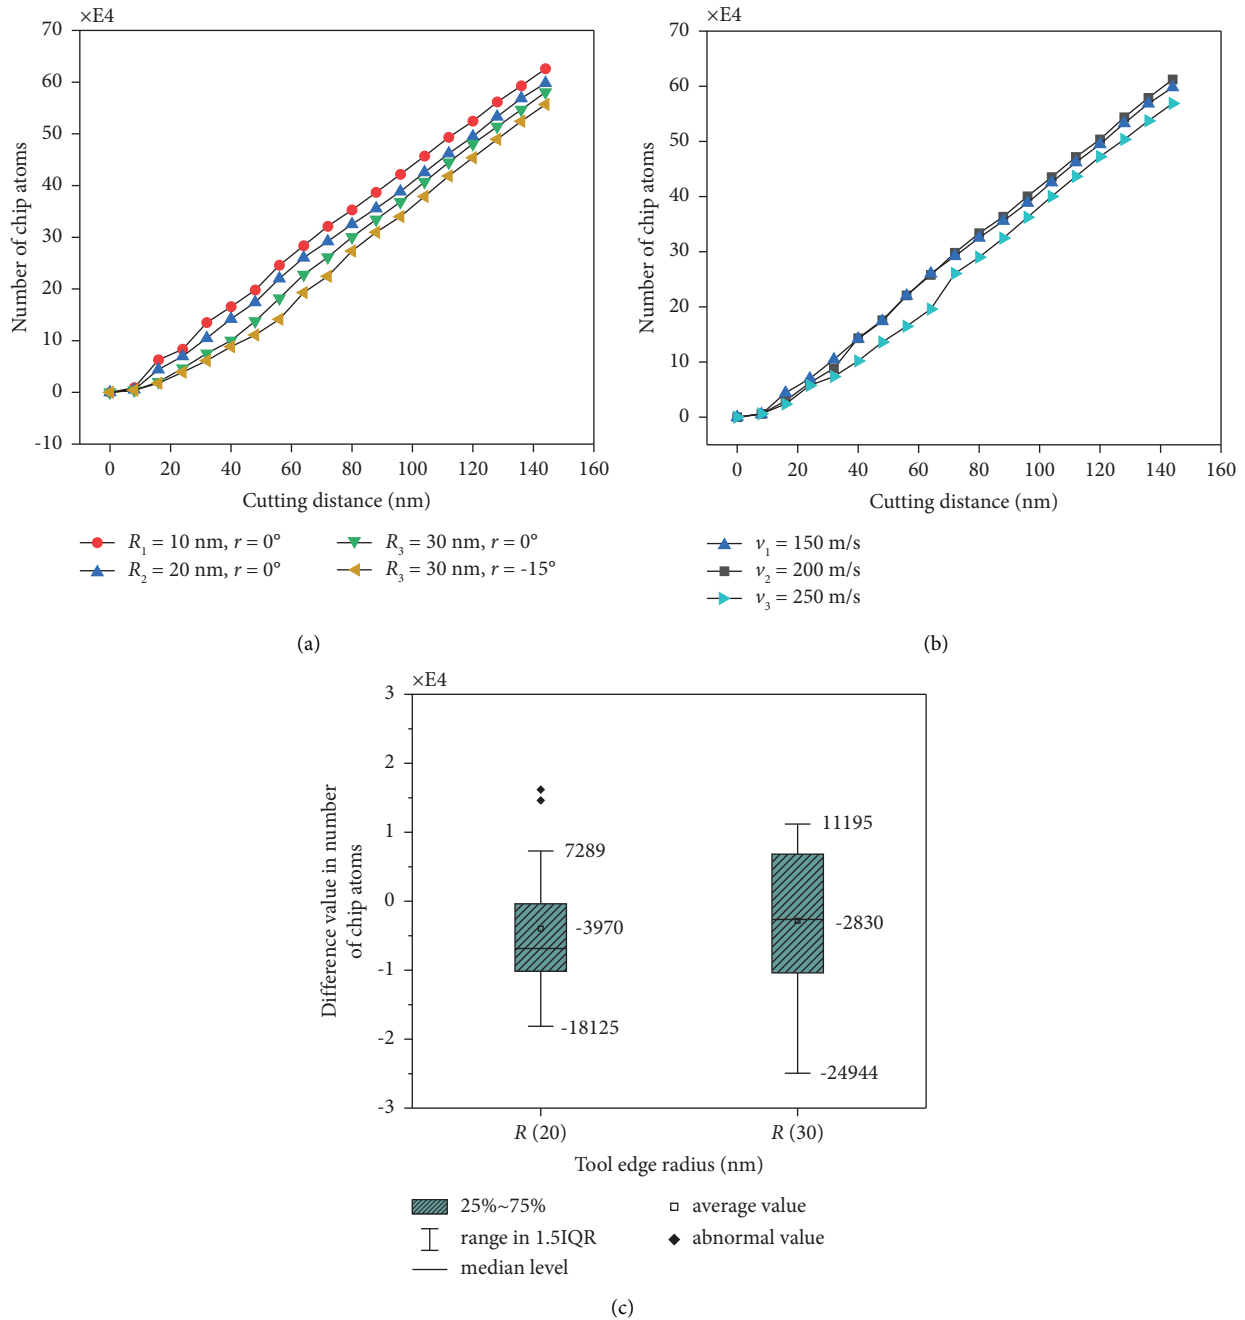 ×E4
70
60
50
40
30
20
10
0
-10
Number of chip atoms
0 20 40 60 80 100 120 140 160
Cutting distance (nm)
R1 = 10 nm, r = 0°
R2 = 20 nm, r = 0°
R3 = 30 nm, r = 0°
R3 = 30 nm, r = -15°
(a)
×E4
70
60
50
40
30
20
10
0
Number of chip atoms
0 20 40 60 80 100 120 140 160
Cutting distance (nm)
v1 = 150 m/s
v2 = 200 m/s
v3 = 250 m/s
(b)
×E4
3
2
1
0
-1
-2
-3
Difference value in number
of chip atoms
7289
-3970
-18125
11195
-2830
-24944
R (20) R (30)
Tool edge radius (nm)
25%~75%
range in 1.5IQR
median level
average value
abnormal value
(c)